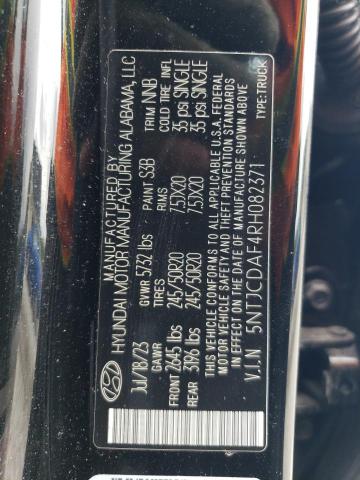 MANUFACTURED BY
HYUNDAI MOTOR MANUFACTURING ALABAMA, LLC
JUL/18/23 GVWR 5732 lbs PAINT S3B TRIM NNB
GAWR TIRES RIMS COLD TIRE INFL
FRONT 2645 lbs 245/50R20 7.5JX20 35 psi SINGLE
REAR 3096 lbs 245/50R20 7.5JX20 35 psi SINGLE
THIS VEHICLE CONFORMS TO ALL APPLICABLE U.S.A. FEDERAL
MOTOR VEHICLE SAFETY AND THEFT PREVENTION STANDARDS
IN EFFECT ON THE DATE OF MANUFACTURE SHOWN ABOVE.
V.I.N 5NTJCDAF4RH082371 TYPE:TRUCK